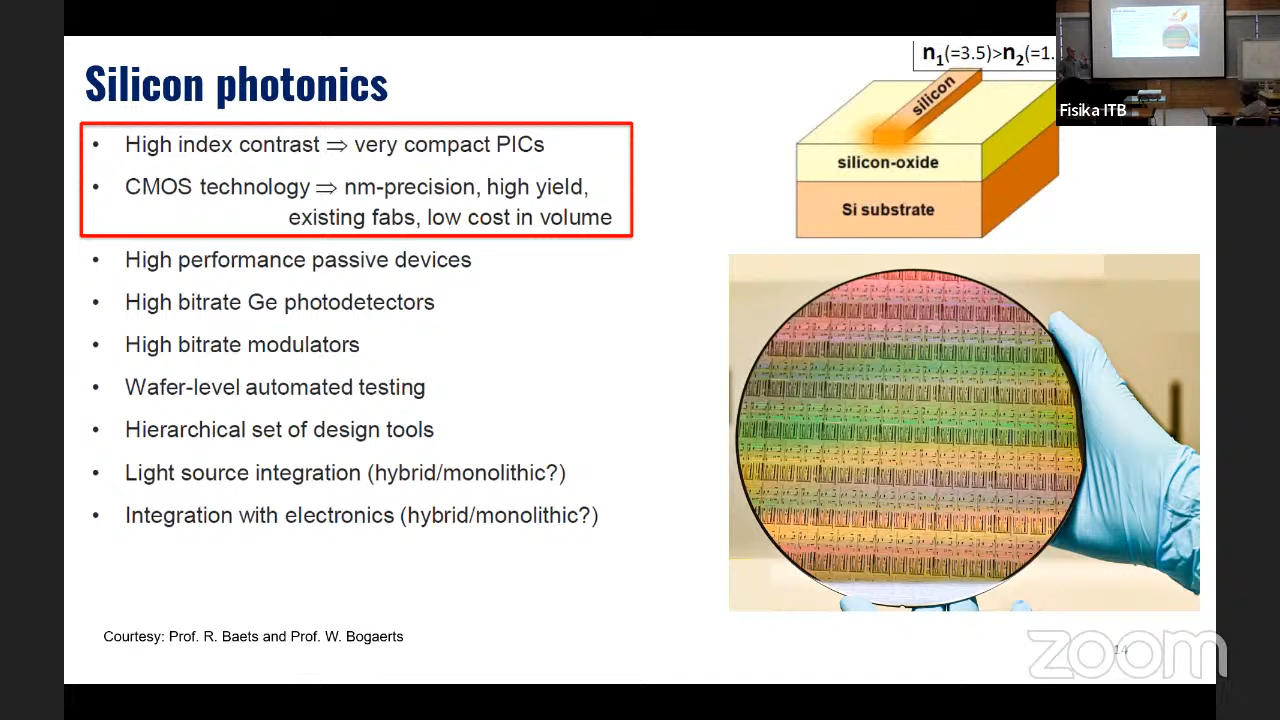 Silicon photonics
• High index contrast ⇒ very compact PICs
• CMOS technology ⇒ nm-precision, high yield,
existing fabs, low cost in volume
• High performance passive devices
• High bitrate Ge photodetectors
• High bitrate modulators
• Wafer-level automated testing
• Hierarchical set of design tools
• Light source integration (hybrid/monolithic?)
• Integration with electronics (hybrid/monolithic?)
n1(=3.5)>n2(=1.
silicon
silicon-oxide
Si substrate
Fisika ITB
Courtesy: Prof. R. Baets and Prof. W. Bogaerts
14
zoom